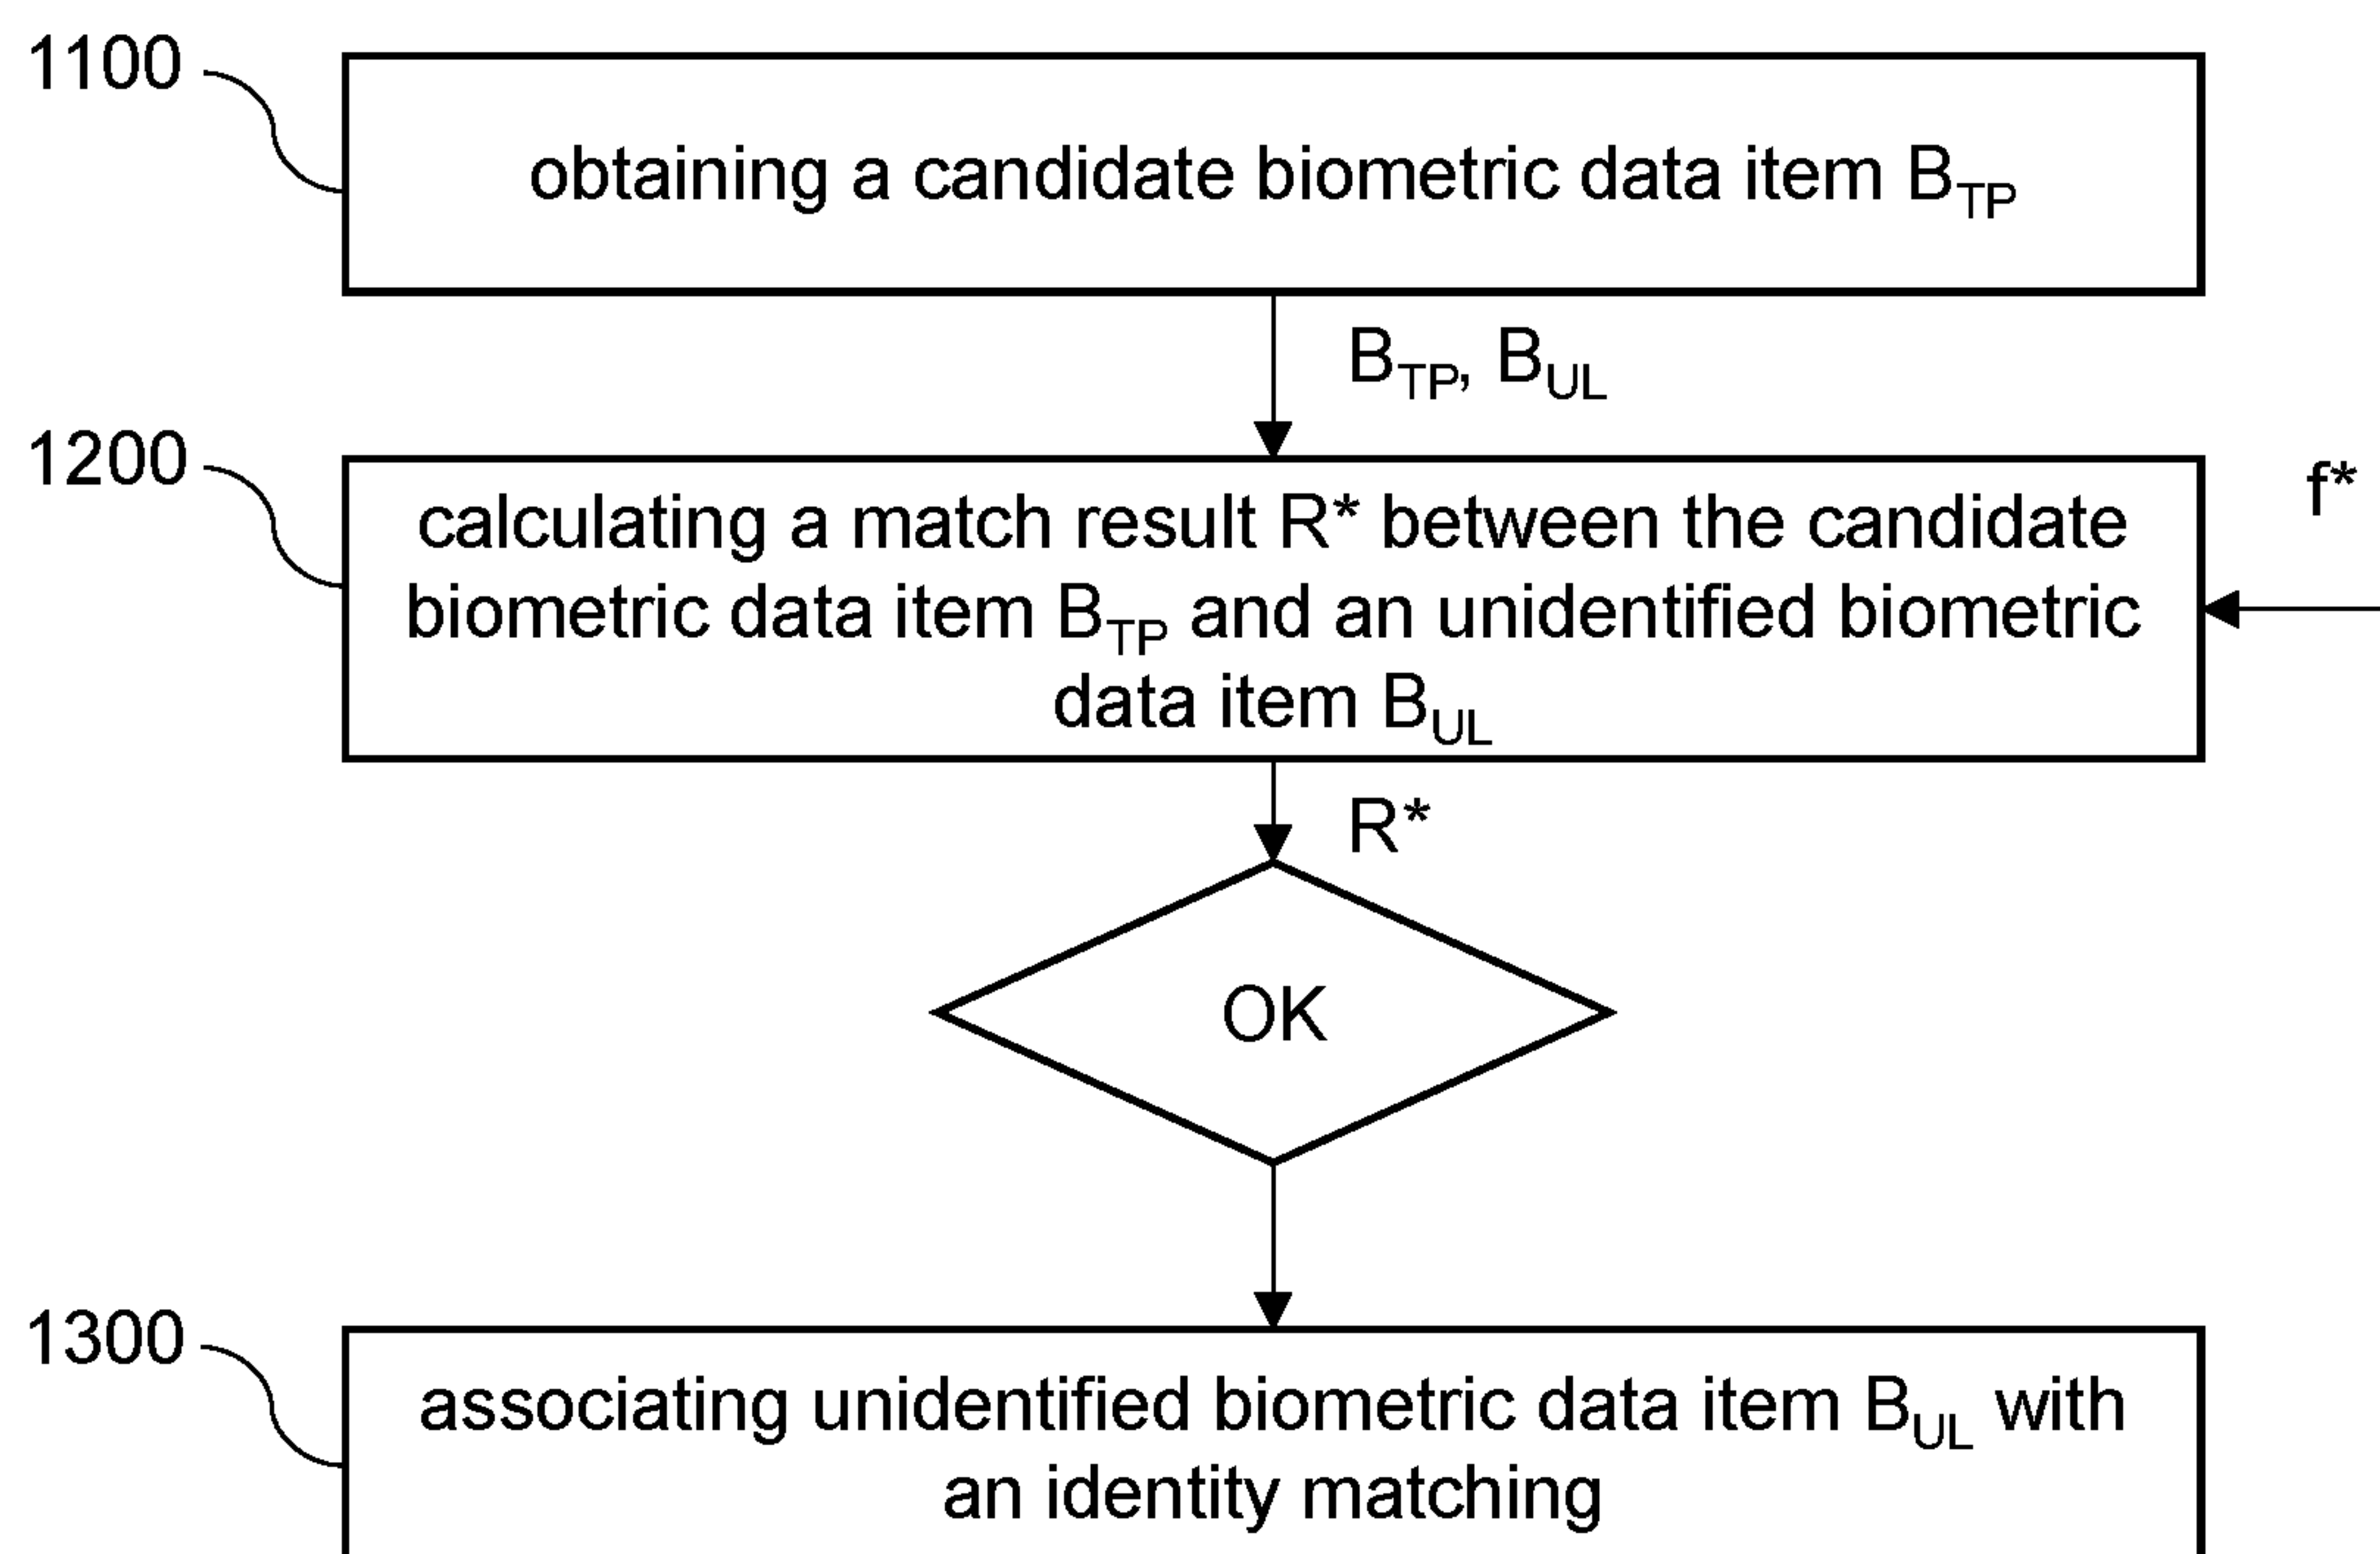 1100
obtaining a candidate biometric data item B_TP
B_TP, B_UL
1200
calculating a match result R* between the candidate
biometric data item B_TP and an unidentified biometric
data item B_UL
f*
R*
OK
1300
associating unidentified biometric data item B_UL with
an identity matching